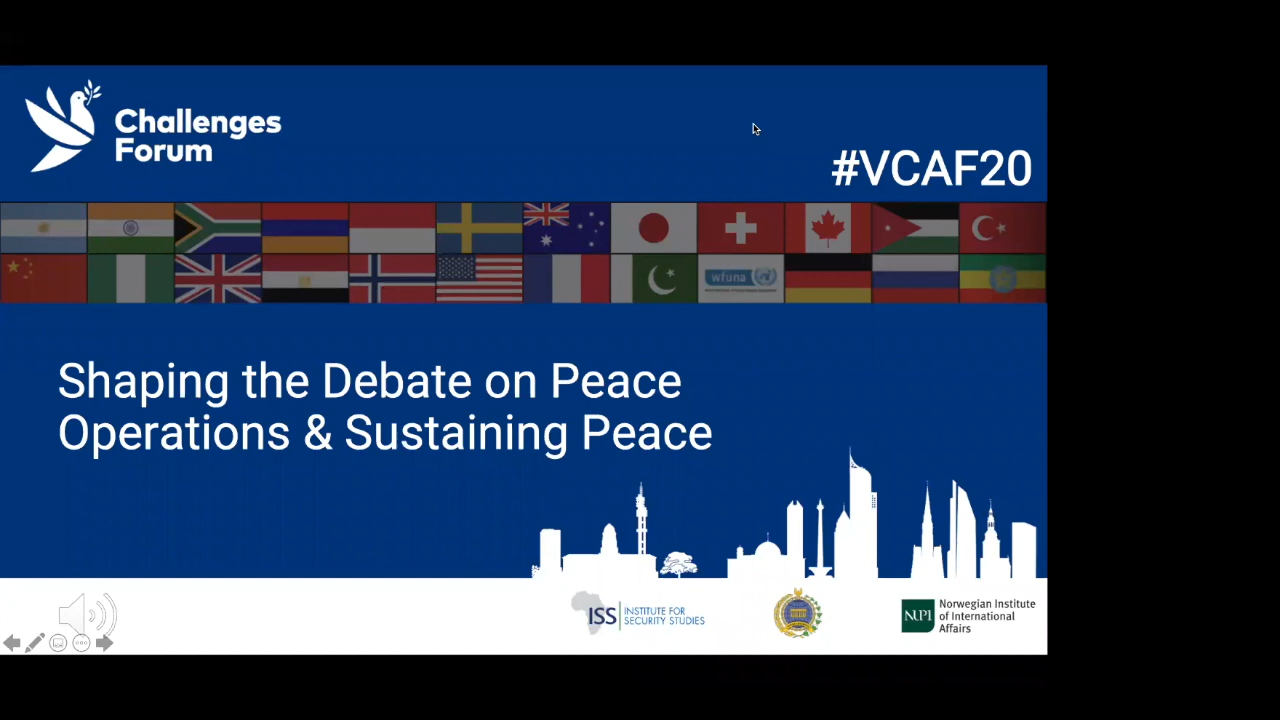 Challenges
Forum
#VCAF20
wfuna
Shaping the Debate on Peace
Operations & Sustaining Peace
ISS
INSTITUTE FOR
SECURITY STUDIES
NUPI
Norwegian Institute
of International
Affairs